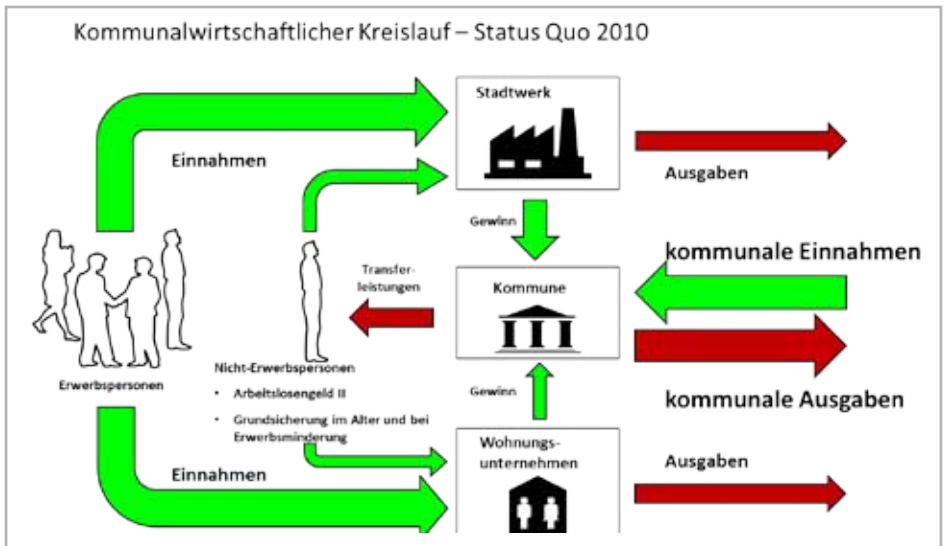 Kommunalwirtschaftlicher Kreislauf – Status Quo 2010
Stadtwerk
Einnahmen
Ausgaben
Gewinn
kommunale Einnahmen
Transfer-
leistungen
Kommune
Nicht-Erwerbspersonen
Erwerbspersonen
• Arbeitslosengeld II
Gewinn
kommunale Ausgaben
• Grundsicherung im Alter und bei
Erwerbsminderung
Wohnungs-
unternehmen
Einnahmen
Ausgaben